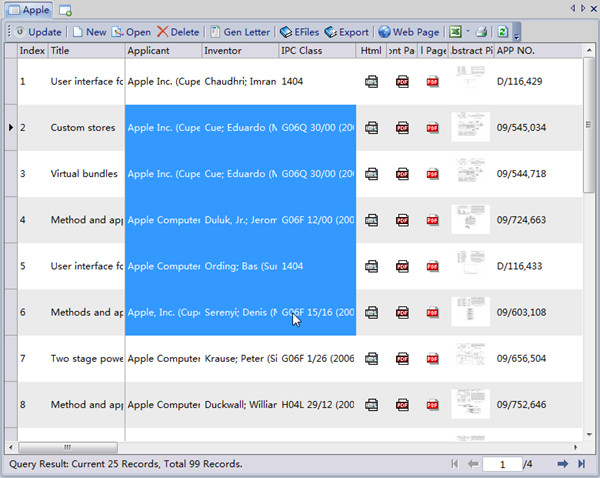 Apple
Update New Open Delete Gen Letter EFiles Export Web Page
Index Title Applicant Inventor IPC Class Html ont Pa l Page .bstract Pi APP NO.
1 User interface fo Apple Inc. (Cupe Chaudhri; Imran 1404 D/116,429
2 Custom stores Apple Inc. (Cupe Cue; Eduardo (M G06Q 30/00 (200 09/545,034
3 Virtual bundles Apple Inc. (Cupe Cue; Eduardo (M G06Q 30/00 (200 09/544,718
4 Method and app Apple Computer Duluk, Jr.; Jerom G06F 12/00 (200 09/724,663
5 User interface fo Apple Computer Ording; Bas (Sun 1404 D/116,433
6 Methods and ap Apple, Inc. (Cupe Serenyi; Denis (M G06F 15/16 (200 09/603,108
7 Two stage powe Apple Computer Krause; Peter (Si G06F 1/26 (2006 09/656,504
8 Method and app Apple Computer Duckwall; William H04L 29/12 (200 09/752,646
Query Result: Current 25 Records, Total 99 Records. 1 /4